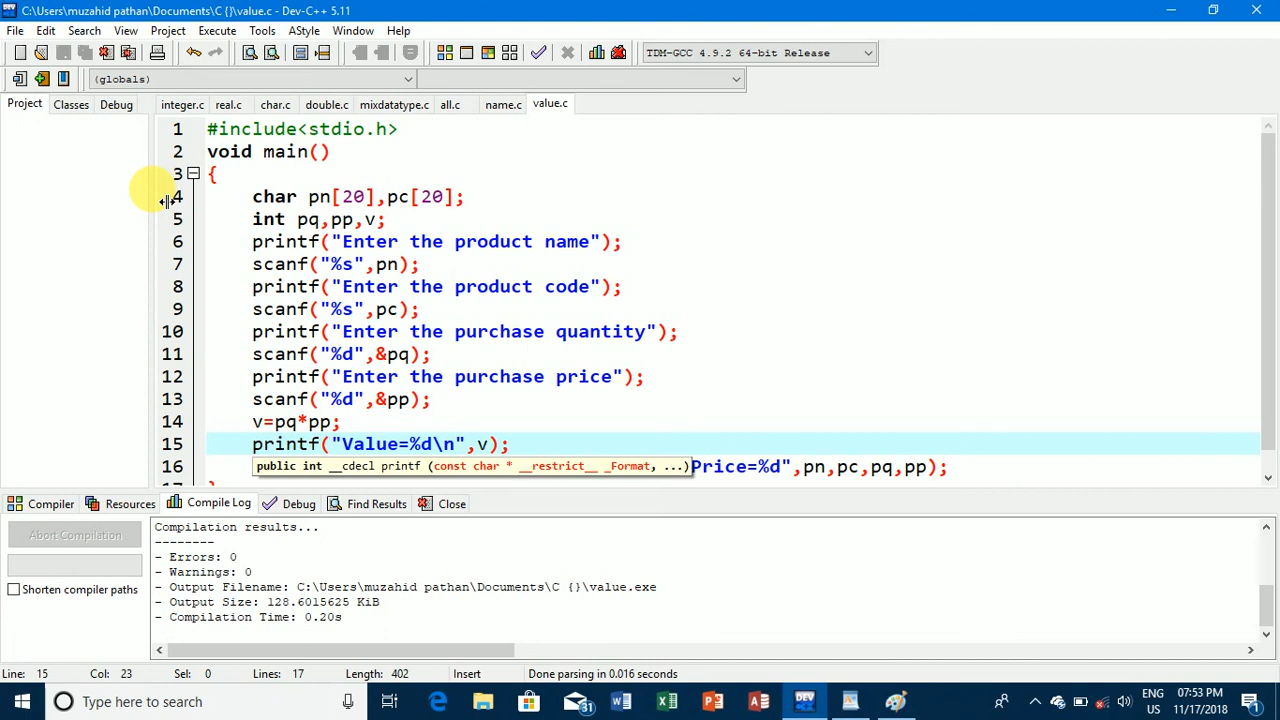 C:\Users\muzahid pathan\Documents\C {}\value.c - Dev-C++ 5.11
File Edit Search View Project Execute Tools AStyle Window Help
TDM-GCC 4.9.2 64-bit Release
(globals)
Project Classes Debug integer.c real.c char.c double.c mixdatatype.c all.c name.c value.c
1 #include<stdio.h>
2 void main()
3 {
4 char pn[20],pc[20];
5 int pq,pp,v;
6 printf("Enter the product name");
7 scanf("%s",pn);
8 printf("Enter the product code");
9 scanf("%s",pc);
10 printf("Enter the purchase quantity");
11 scanf("%d",&pq);
12 printf("Enter the purchase price");
13 scanf("%d",&pp);
14 v=pq*pp;
15 printf("Value=%d\n",v);
16 public int __cdecl printf (const char * __restrict__ _Format, ...) Price=%d",pn,pc,pq,pp);
Compiler Resources Compile Log Debug Find Results Close
Abort Compilation
Shorten compiler paths
Compilation results...
--------
- Errors: 0
- Warnings: 0
- Output Filename: C:\Users\muzahid pathan\Documents\C {}\value.exe
- Output Size: 128.6015625 KiB
- Compilation Time: 0.20s
Line: 15 Col: 23 Sel: 0 Lines: 17 Length: 402 Insert Done parsing in 0.016 seconds
Type here to search
31
ENG
US
07:53 PM
11/17/2018
1